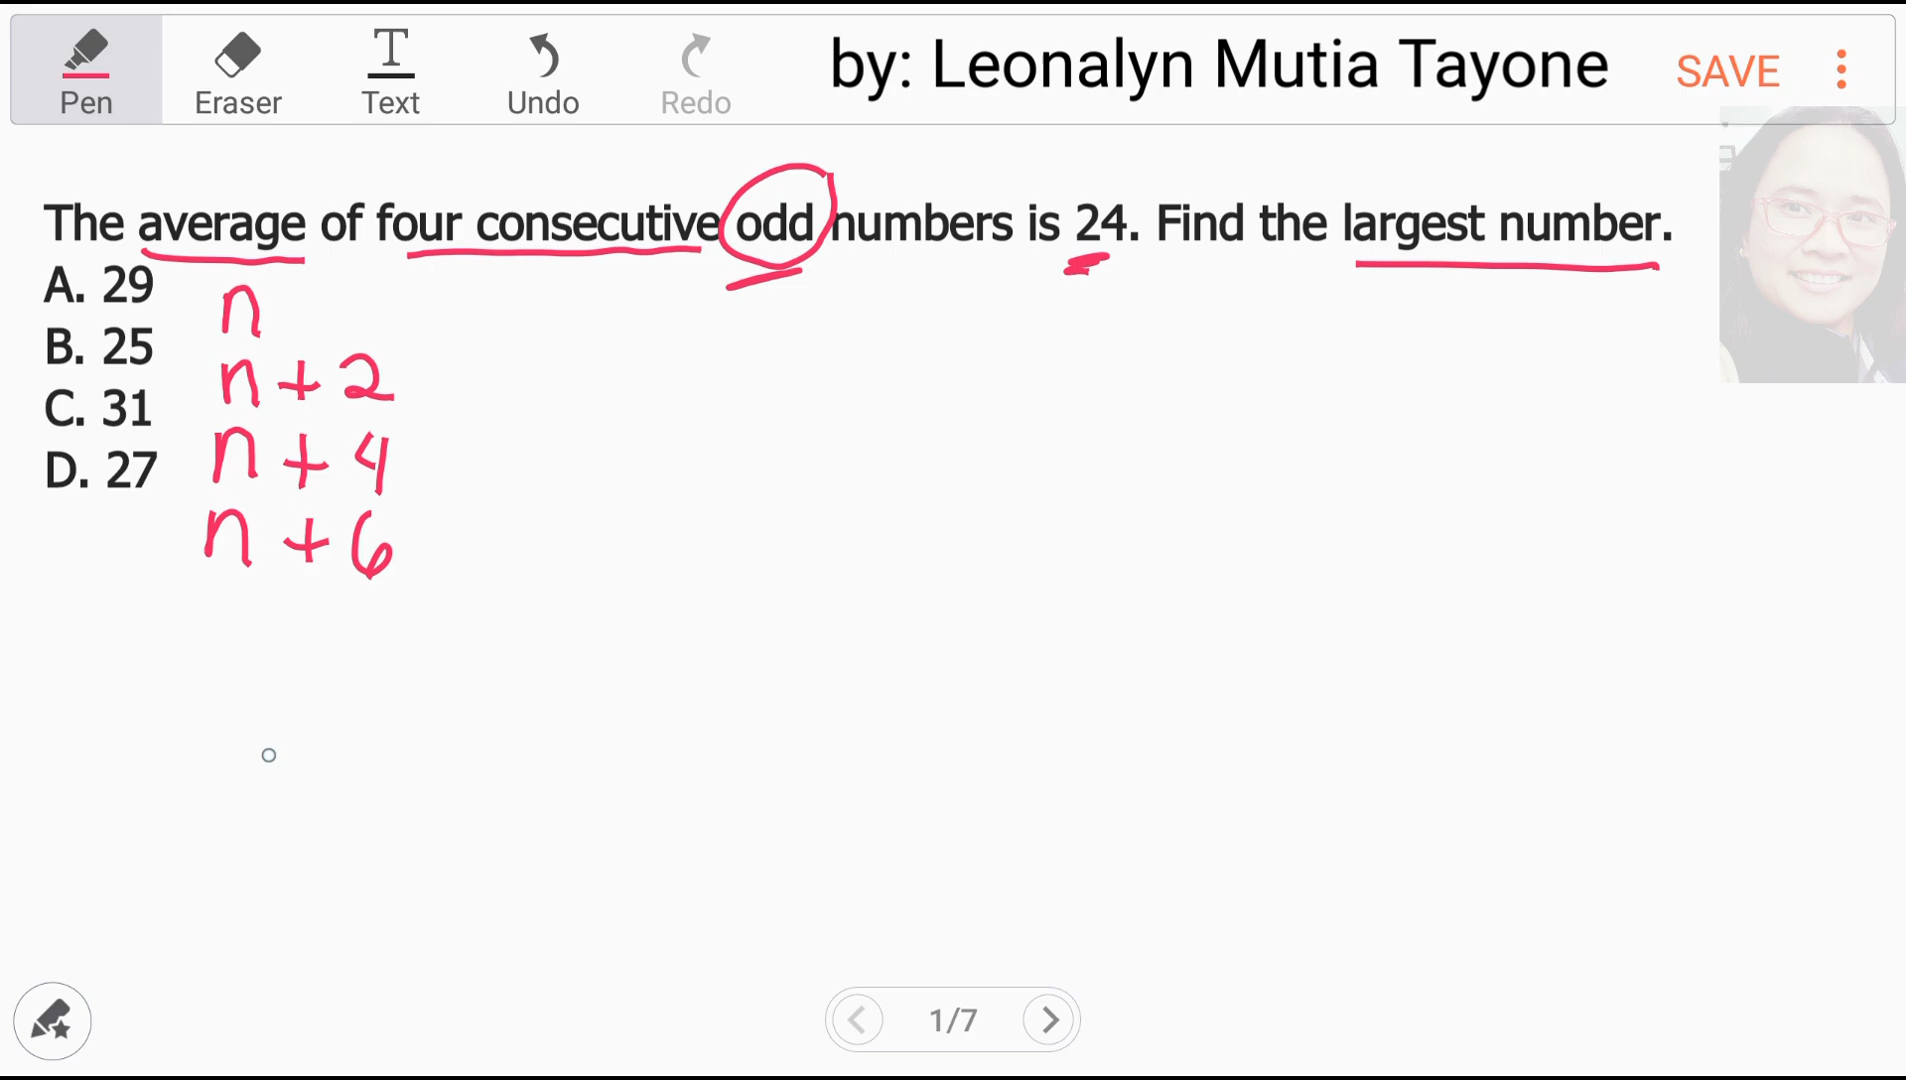 by: Leonalyn Mutia Tayone
SAVE
Pen
Eraser
Text
Undo
Redo
The average of four consecutive odd numbers is 24. Find the largest number.
A. 29
B. 25
C. 31
D. 27
n
n + 2
n + 4
n + 6
1/7